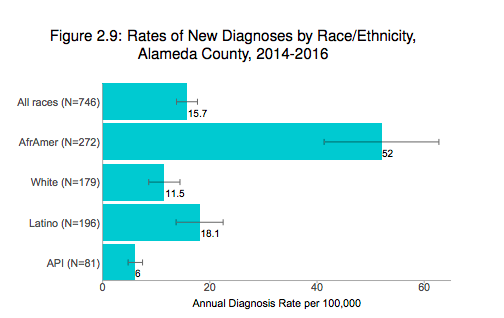 Figure 2.9: Rates of New Diagnoses by Race/Ethnicity,
Alameda County, 2014-2016
All races (N=746)
15.7
AfrAmer (N=272)
52
White (N=179)
11.5
Latino (N=196)
18.1
API (N=81)
6
0 20 40 60
Annual Diagnosis Rate per 100,000